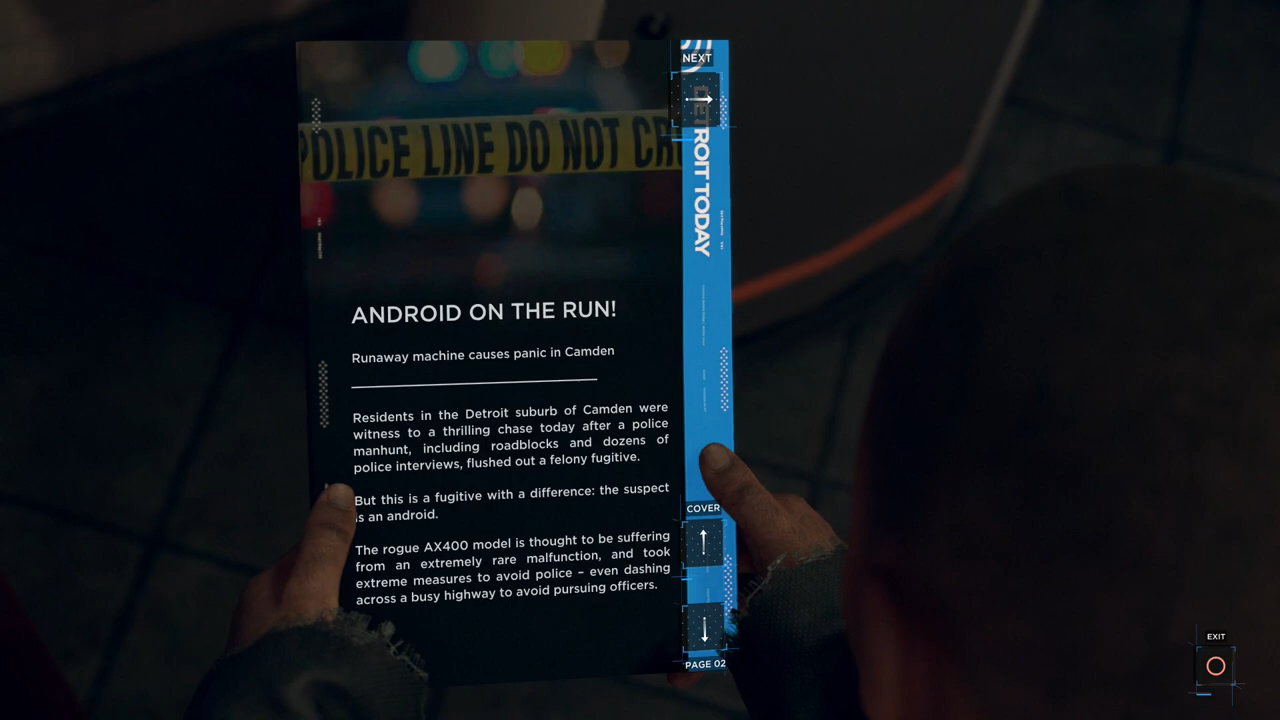 NEXT
POLICE LINE DO NOT CR
DETROIT TODAY
ANDROID ON THE RUN!
Runaway machine causes panic in Camden
Residents in the Detroit suburb of Camden were
witness to a thrilling chase today after a police
manhunt, including roadblocks and dozens of
police interviews, flushed out a felony fugitive.
But this is a fugitive with a difference: the suspect
is an android.
The rogue AX400 model is thought to be suffering
from an extremely rare malfunction, and took
extreme measures to avoid police – even dashing
across a busy highway to avoid pursuing officers.
COVER
PAGE 02
EXIT